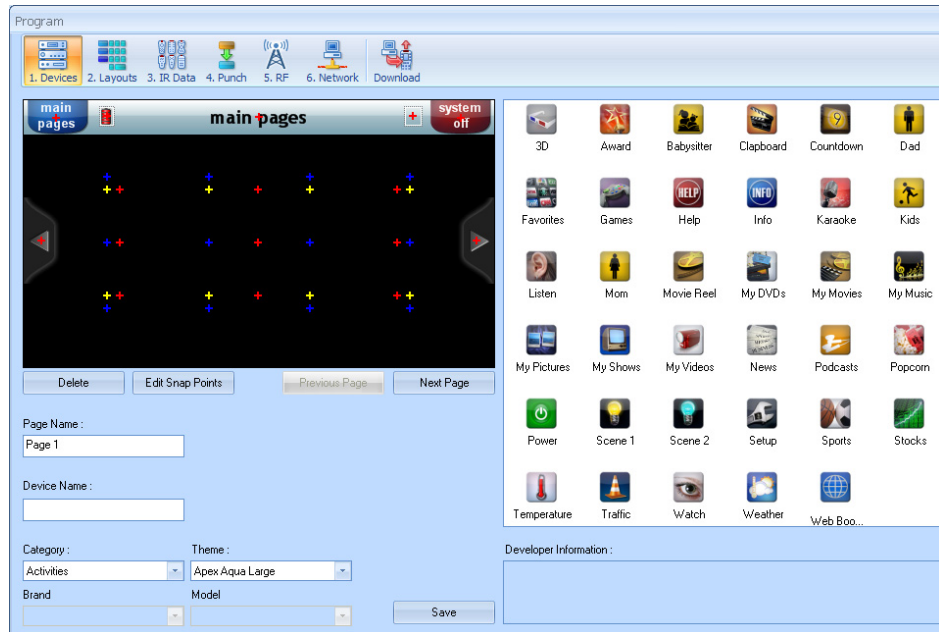 Program
1. Devices 2. Layouts 3. IR Data 4. Punch 5. RF 6. Network Download
main pages
main pages
system off
3D Award Babysitter Clapboard Countdown Dad
9
Favorites Games Help Info Karaoke Kids
HELP INFO
Listen Mom Movie Reel My DVDs My Movies My Music
My Pictures My Shows My Videos News Podcasts Popcorn
Delete Edit Snap Points Previous Page Next Page
Power Scene 1 Scene 2 Setup Sports Stocks
Page Name :
Page 1
Device Name :
Temperature Traffic Watch Weather Web Boo...
Category : Theme :
Activities Apex Aqua Large
Brand Model
Save
Developer Information :